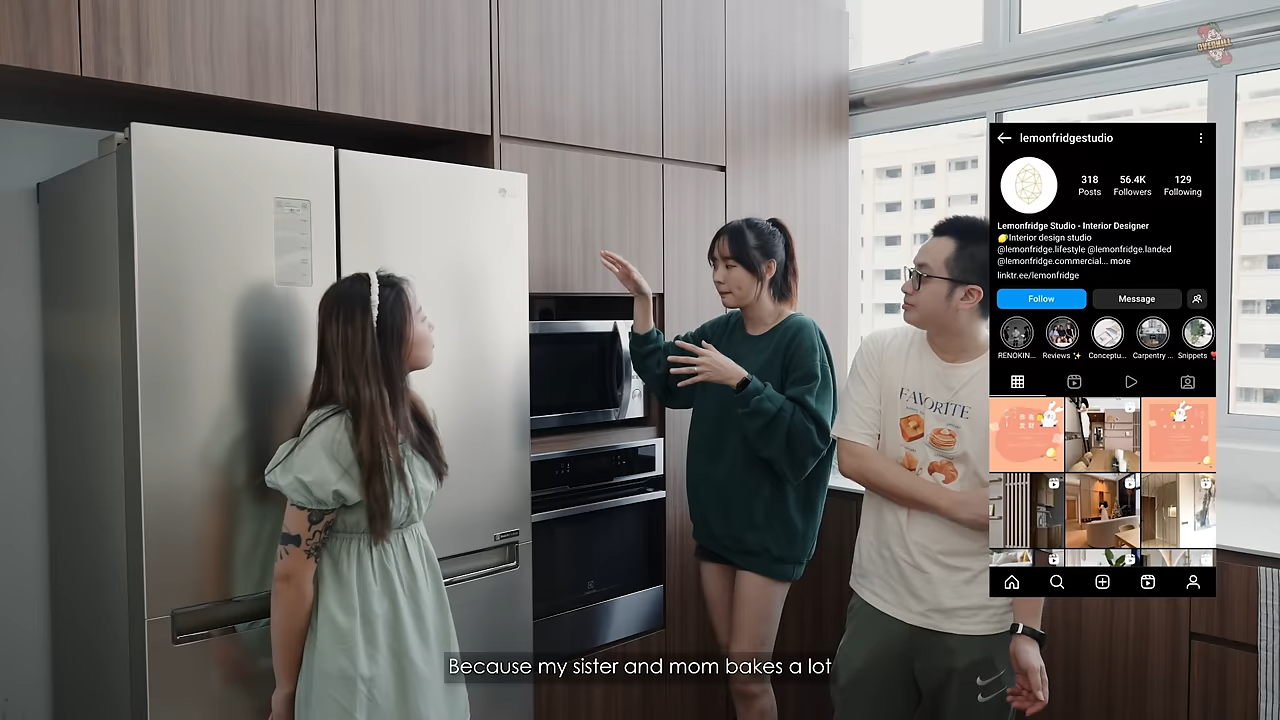 OVERKILL
lemonfridgestudio
318
56.4K
129
Posts
Followers
Following
Lemonfridge Studio - Interior Designer
🍋Interior design studio
@lemonfridge.lifestyle @lemonfridge.landed
@lemonfridge.commercial... more
linktr.ee/lemonfridge
Follow
Message
RENOKIN...
Reviews ✨
Conceptu...
Carpentry ...
Snippets
FAVORITE
Because my sister and mom bakes a lot